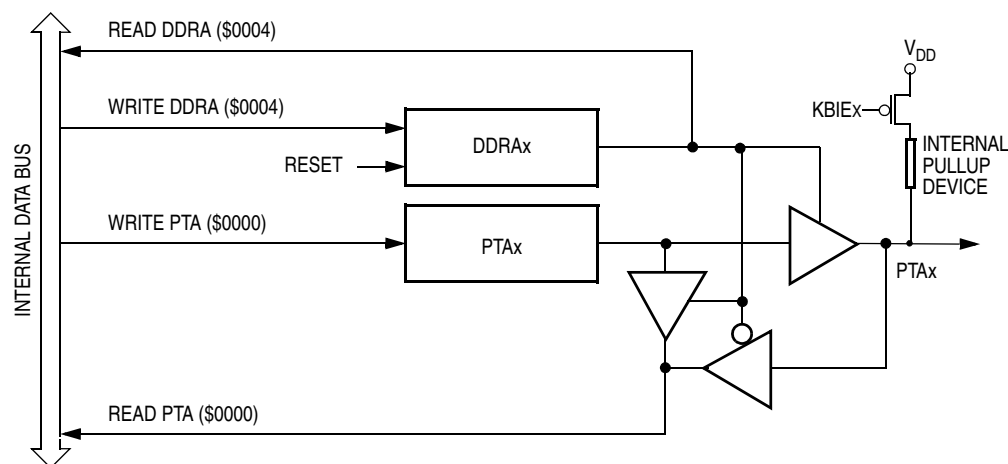 READ DDRA ($0004)
VDD
WRITE DDRA ($0004)
KBIEx
DDRAx
RESET
INTERNAL
PULLUP
DEVICE
WRITE PTA ($0000)
PTAx
PTAx
INTERNAL DATA BUS
READ PTA ($0000)